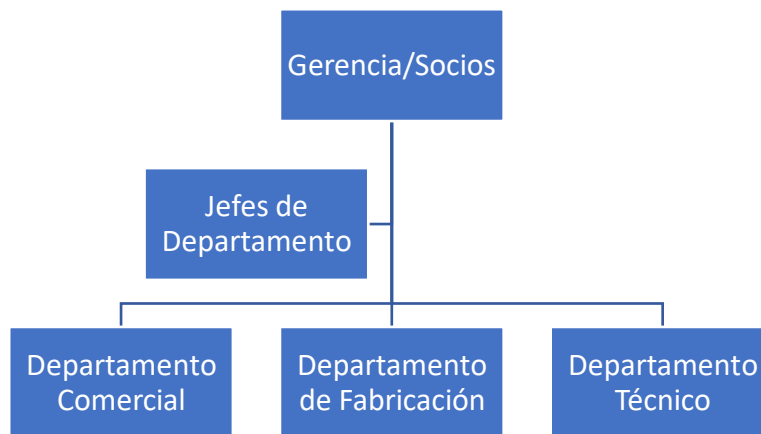 Gerencia/Socios
Jefes de
Departamento
Departamento
Comercial
Departamento
de Fabricación
Departamento
Técnico